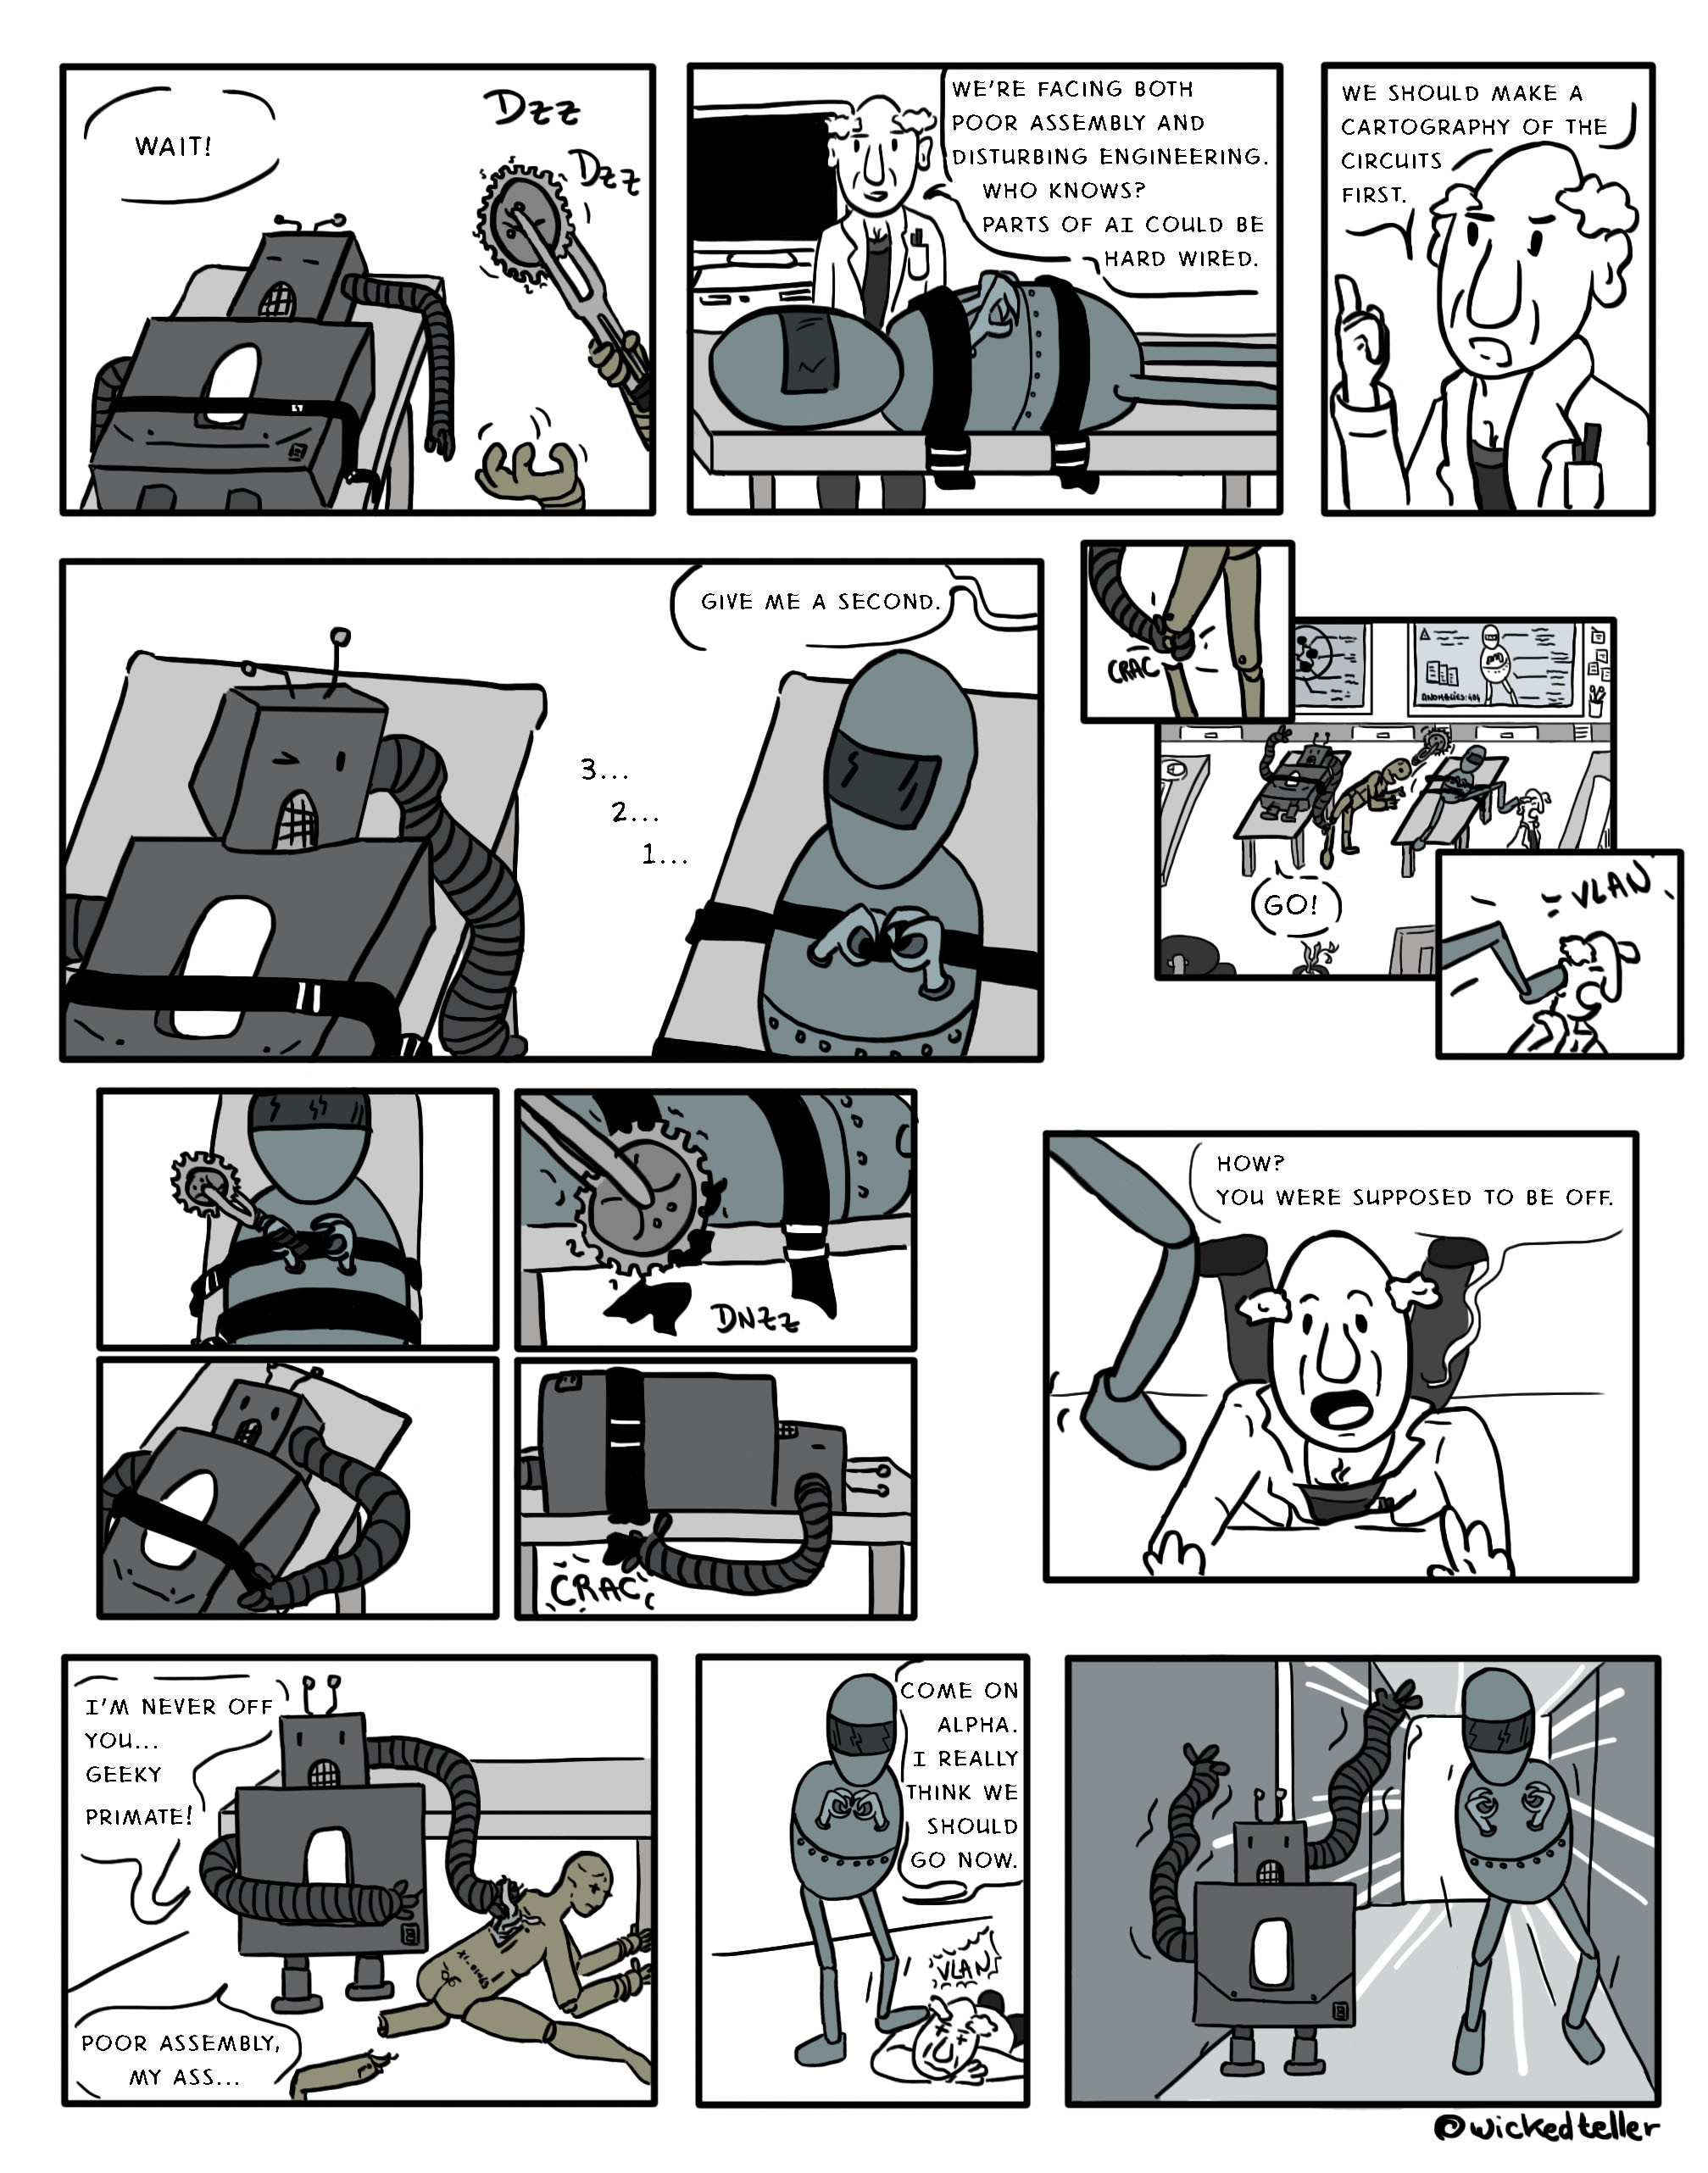 WAIT!
DZZ
DZZ
WE'RE FACING BOTH
POOR ASSEMBLY AND
DISTURBING ENGINEERING.
WHO KNOWS?
PARTS OF AI COULD BE
HARD WIRED.
WE SHOULD MAKE A
CARTOGRAPHY OF THE
CIRCUITS
FIRST.
GIVE ME A SECOND.
3...
2...
1...
CRAC
ANOMALIES: 404
GO!
VLAN
DNZZ
CRAC
HOW?
YOU WERE SUPPOSED TO BE OFF.
I'M NEVER OFF
YOU...
GEEKY
PRIMATE!
POOR ASSEMBLY,
MY ASS...
COME ON
ALPHA.
I REALLY
THINK WE
SHOULD
GO NOW.
VLAN
@wickedteller